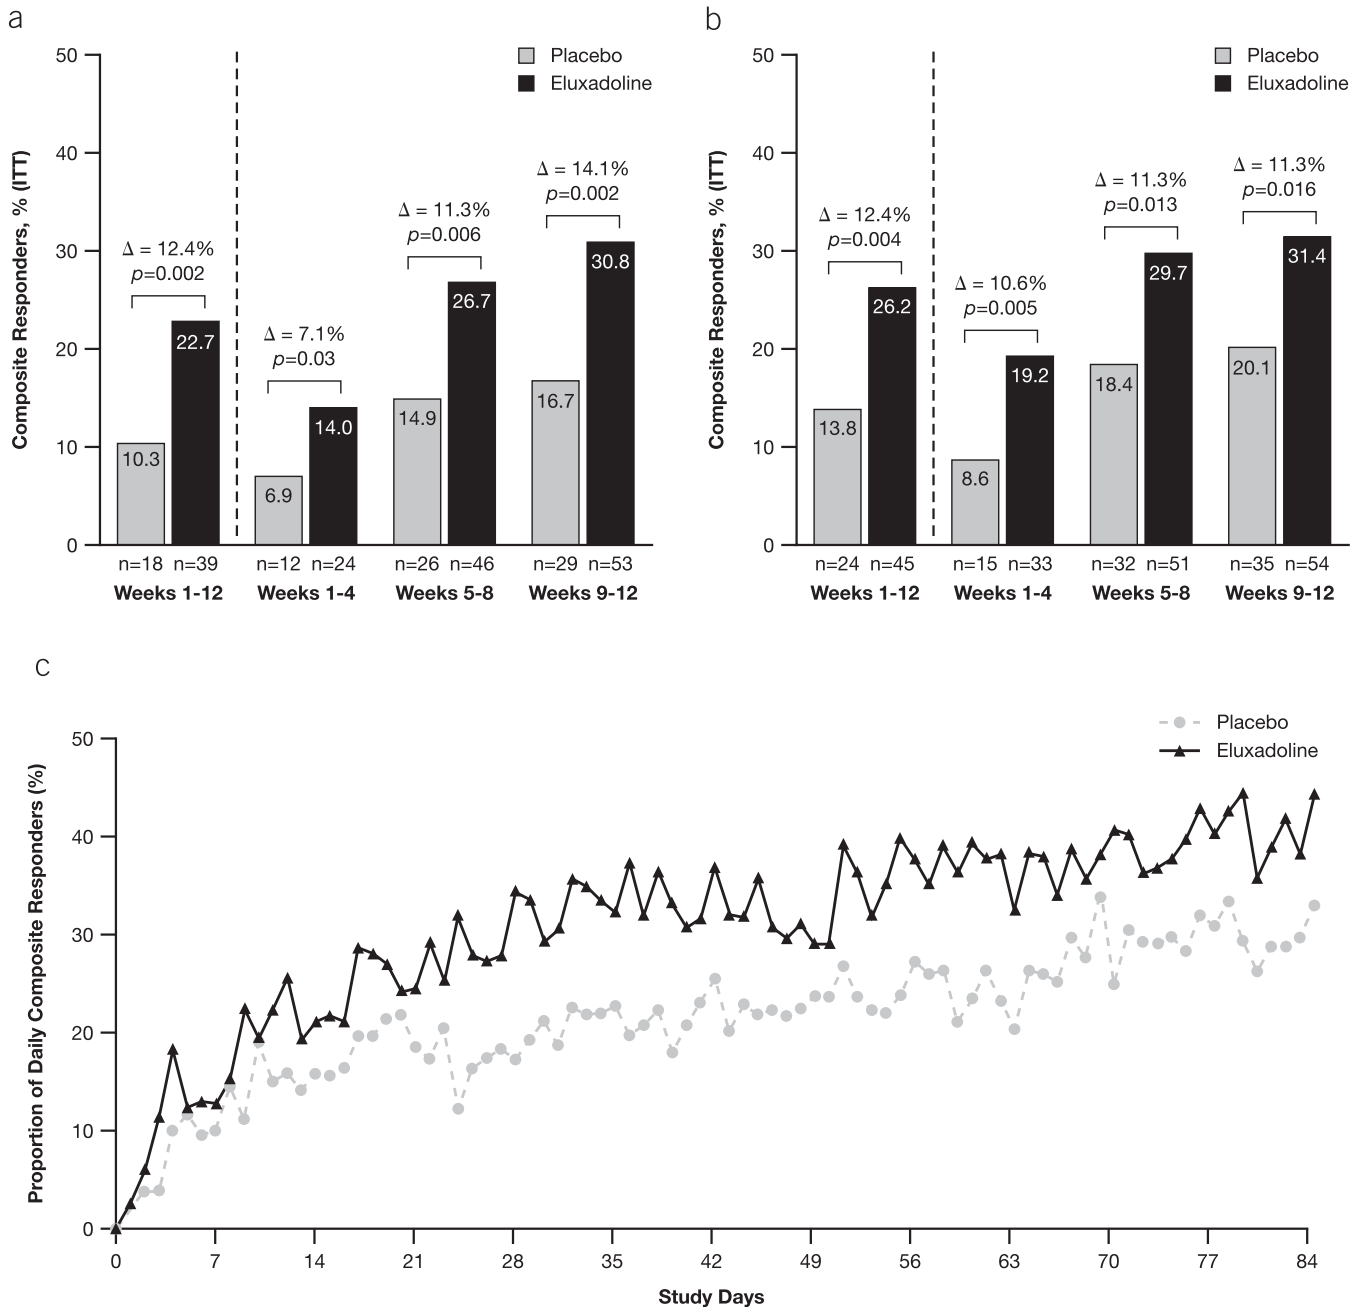 a
Placebo
Eluxadoline
Composite Responders, % (ITT)
50
40
30
20
10
0
Δ = 12.4%
p=0.002
10.3
22.7
Δ = 7.1%
p=0.03
6.9
14.0
Δ = 11.3%
p=0.006
14.9
26.7
Δ = 14.1%
p=0.002
16.7
30.8
n=18 n=39 n=12 n=24 n=26 n=46 n=29 n=53
Weeks 1-12 Weeks 1-4 Weeks 5-8 Weeks 9-12
b
Placebo
Eluxadoline
Composite Responders, % (ITT)
50
40
30
20
10
0
Δ = 12.4%
p=0.004
13.8
26.2
Δ = 10.6%
p=0.005
8.6
19.2
Δ = 11.3%
p=0.013
18.4
29.7
Δ = 11.3%
p=0.016
20.1
31.4
n=24 n=45 n=15 n=33 n=32 n=51 n=35 n=54
Weeks 1-12 Weeks 1-4 Weeks 5-8 Weeks 9-12
c
Placebo
Eluxadoline
Proportion of Daily Composite Responders (%)
50
40
30
20
10
0
0 7 14 21 28 35 42 49 56 63 70 77 84
Study Days